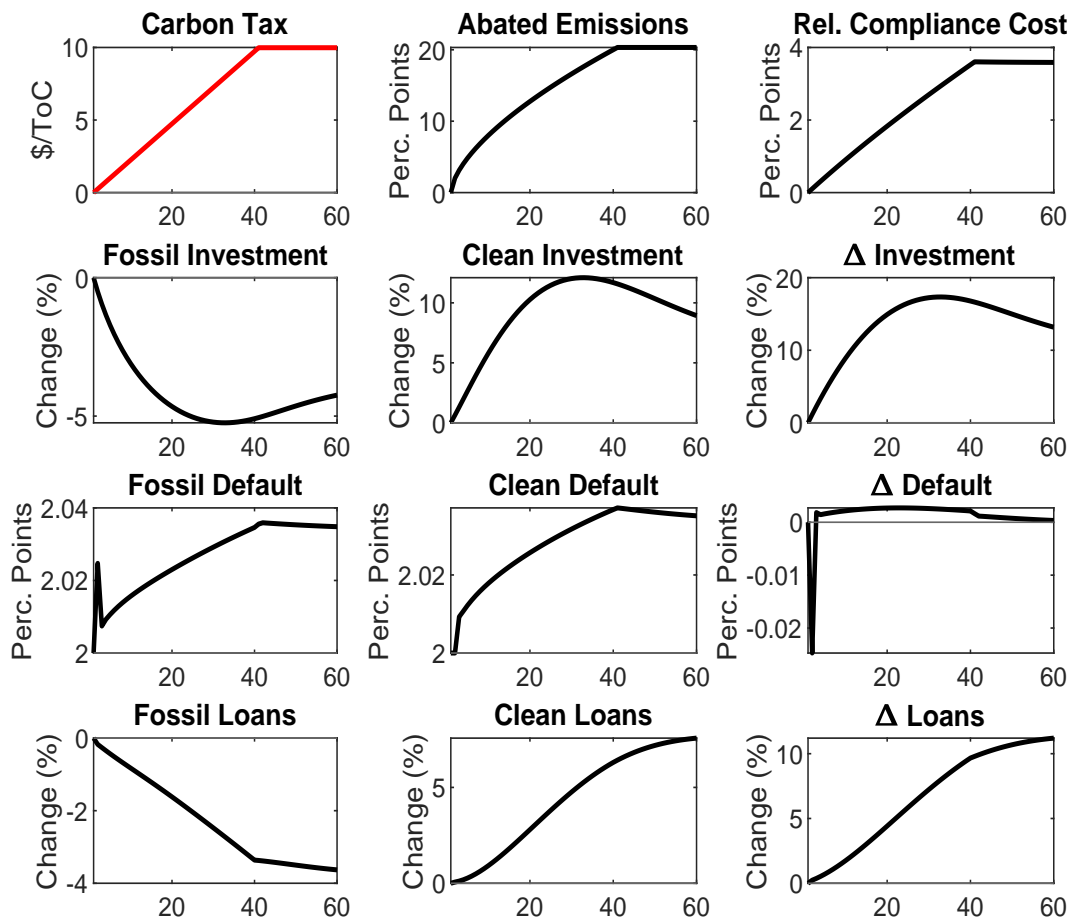 Carbon Tax
$/ToC
10
5
0
20 40 60
Abated Emissions
Perc. Points
20
10
0
20 40 60
Rel. Compliance Cost
Perc. Points
4
2
0
20 40 60
Fossil Investment
Change (%)
0
-5
20 40 60
Clean Investment
Change (%)
10
5
0
20 40 60
Δ Investment
Change (%)
20
10
0
20 40 60
Fossil Default
Perc. Points
2.04
2.02
2
20 40 60
Clean Default
Perc. Points
2.02
2
20 40 60
Δ Default
Perc. Points
0
-0.01
-0.02
20 40 60
Fossil Loans
Change (%)
0
-2
-4
20 40 60
Clean Loans
Change (%)
5
0
20 40 60
Δ Loans
Change (%)
10
5
0
20 40 60